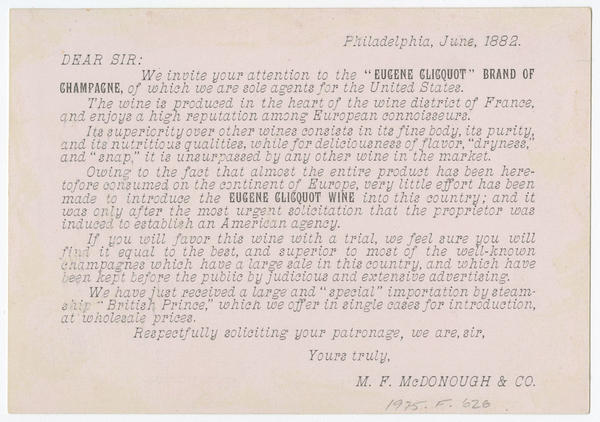 Philadelphia, June, 1882.
DEAR SIR:
We invite your attention to the "EUGENE CLICQUOT" BRAND OF
CHAMPAGNE, of which we are sole agents for the United States.
The wine is produced in the heart of the wine district of France,
and enjoys a high reputation among European connoisseurs.
Its superiority over other wines consists in its fine body, its purity,
and its nutritious qualities, while for deliciousness of flavor, "dryness,"
and "snap," it is unsurpassed by any other wine in the market.
Owing to the fact that almost the entire product has been here-
tofore consumed on the continent of Europe, very little effort has been
made to introduce the EUGENE CLICQUOT WINE into this country; and it
was only after the most urgent solicitation that the proprietor was
induced to establish an American agency.
If you will favor this wine with a trial, we feel sure you will
find it equal to the best, and superior to most of the well-known
champagnes which have a large sale in this country, and which have
been kept before the public by judicious and extensive advertising.
We have just received a large and "special" importation by steam-
ship "British Prince," which we offer in single cases for introduction,
at wholesale prices.
Respectfully soliciting your patronage, we are, sir,
Yours truly,
M. F. McDONOUGH & CO.
1975. F. 626